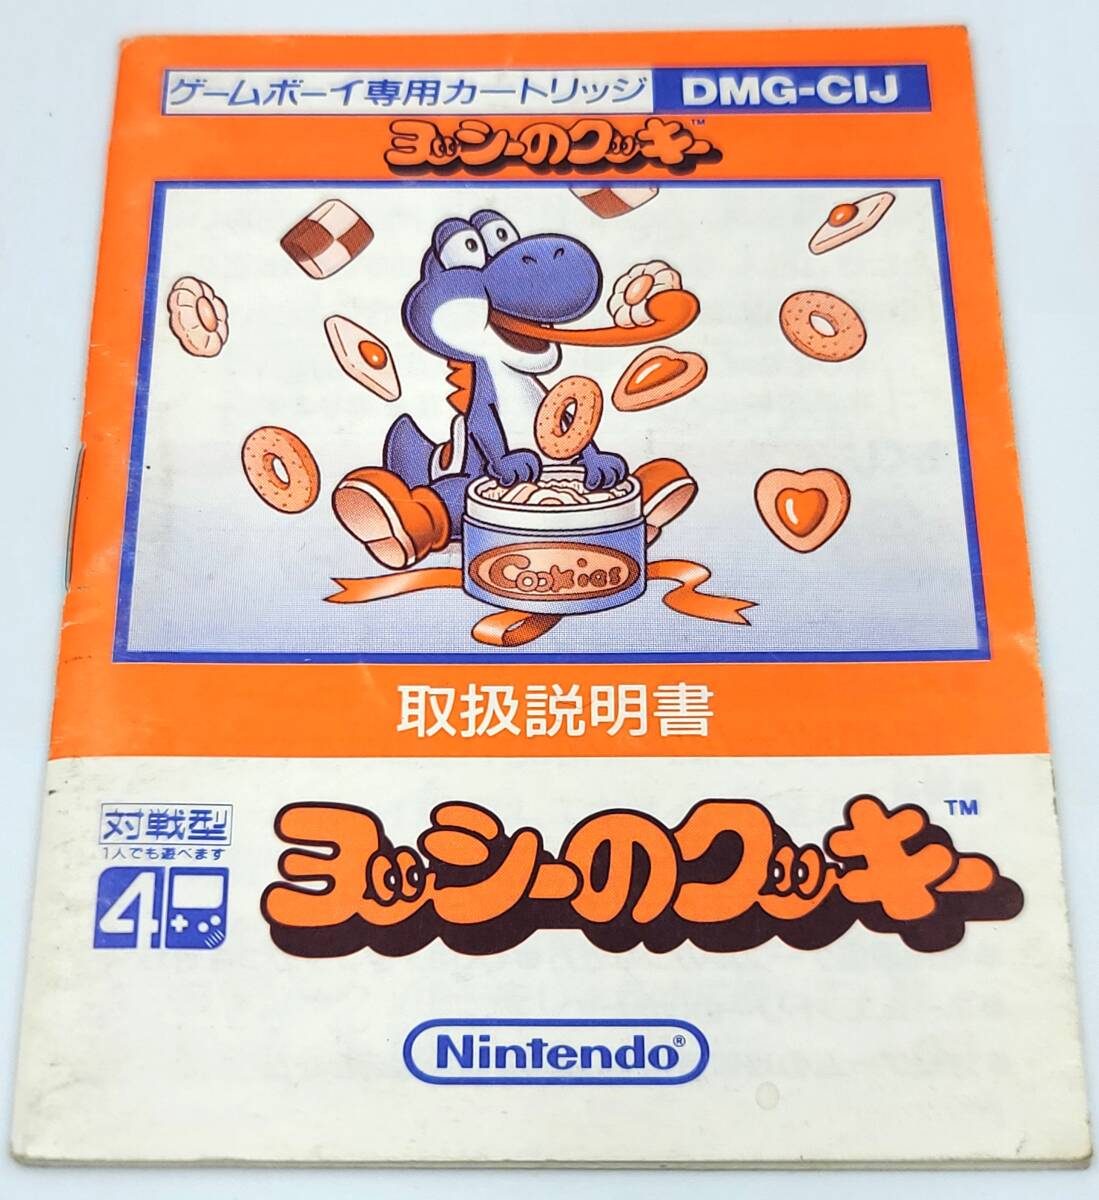 ゲームボーイ専用カートリッジ DMG-CIJ
ヨッシーのクッキー™
Cookies
取扱説明書
対戦型
1人でも遊べます
4
ヨッシーのクッキー™
Nintendo®